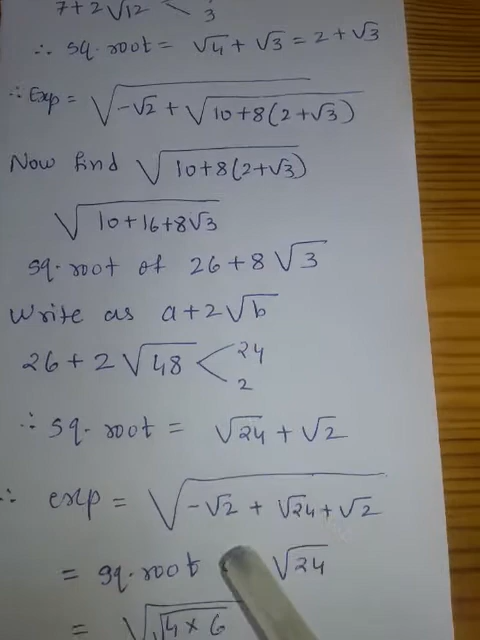 7+2√12 < 3
∴ sq. root = √4 + √3 = 2 + √3
∴ Exp = √(-√2 + √(10+8(2+√3)))
Now find √(10+8(2+√3))
√(10+16+8√3)
sq. root of 26+8√3
Write as a+2√b
26+2√48 < 24
2
∴ sq. root = √24 + √2
∴ exp = √(-√2 + √24+√2)
= sq. root √24
= √(√4×6)